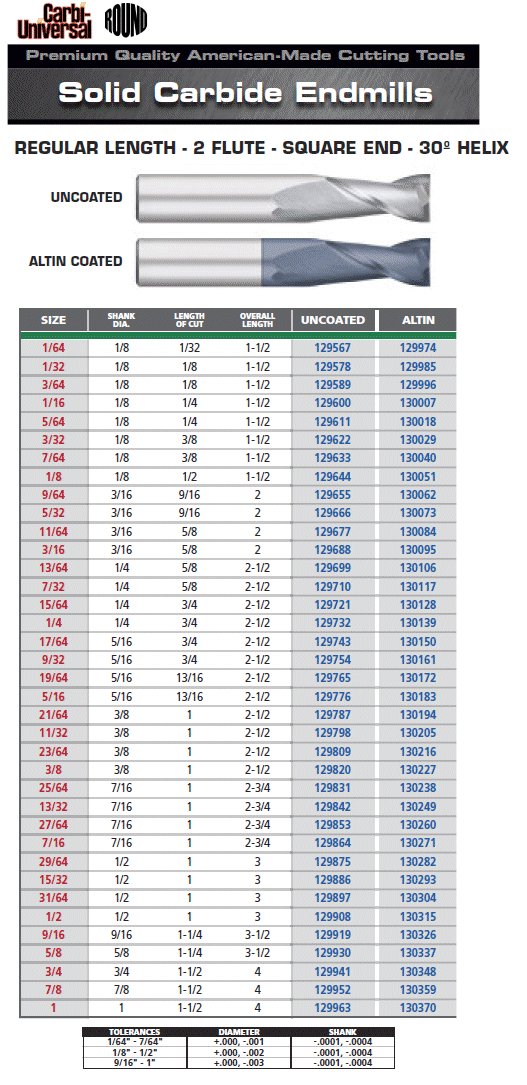 Carbi-
Universal
ROUND
Premium Quality American-Made Cutting Tools
Solid Carbide Endmills
REGULAR LENGTH - 2 FLUTE - SQUARE END - 30º HELIX
UNCOATED
ALTIN COATED
SIZE SHANK DIA. LENGTH OF CUT OVERALL LENGTH UNCOATED ALTIN
1/64 1/8 1/32 1-1/2 129567 129974
1/32 1/8 1/8 1-1/2 129578 129985
3/64 1/8 1/8 1-1/2 129589 129996
1/16 1/8 1/4 1-1/2 129600 130007
5/64 1/8 1/4 1-1/2 129611 130018
3/32 1/8 3/8 1-1/2 129622 130029
7/64 1/8 3/8 1-1/2 129633 130040
1/8 1/8 1/2 1-1/2 129644 130051
9/64 3/16 9/16 2 129655 130062
5/32 3/16 9/16 2 129666 130073
11/64 3/16 5/8 2 129677 130084
3/16 3/16 5/8 2 129688 130095
13/64 1/4 5/8 2-1/2 129699 130106
7/32 1/4 5/8 2-1/2 129710 130117
15/64 1/4 3/4 2-1/2 129721 130128
1/4 1/4 3/4 2-1/2 129732 130139
17/64 5/16 3/4 2-1/2 129743 130150
9/32 5/16 3/4 2-1/2 129754 130161
19/64 5/16 13/16 2-1/2 129765 130172
5/16 5/16 13/16 2-1/2 129776 130183
21/64 3/8 1 2-1/2 129787 130194
11/32 3/8 1 2-1/2 129798 130205
23/64 3/8 1 2-1/2 129809 130216
3/8 3/8 1 2-1/2 129820 130227
25/64 7/16 1 2-3/4 129831 130238
13/32 7/16 1 2-3/4 129842 130249
27/64 7/16 1 2-3/4 129853 130260
7/16 7/16 1 2-3/4 129864 130271
29/64 1/2 1 3 129875 130282
15/32 1/2 1 3 129886 130293
31/64 1/2 1 3 129897 130304
1/2 1/2 1 3 129908 130315
9/16 9/16 1-1/4 3-1/2 129919 130326
5/8 5/8 1-1/4 3-1/2 129930 130337
3/4 3/4 1-1/2 4 129941 130348
7/8 7/8 1-1/2 4 129952 130359
1 1 1-1/2 4 129963 130370
TOLERANCES DIAMETER SHANK
1/64" - 7/64" +.000, -.001 -.0001, -.0004
1/8" - 1/2" +.000, -.002 -.0001, -.0004
9/16" - 1" +.000, -.003 -.0001, -.0004